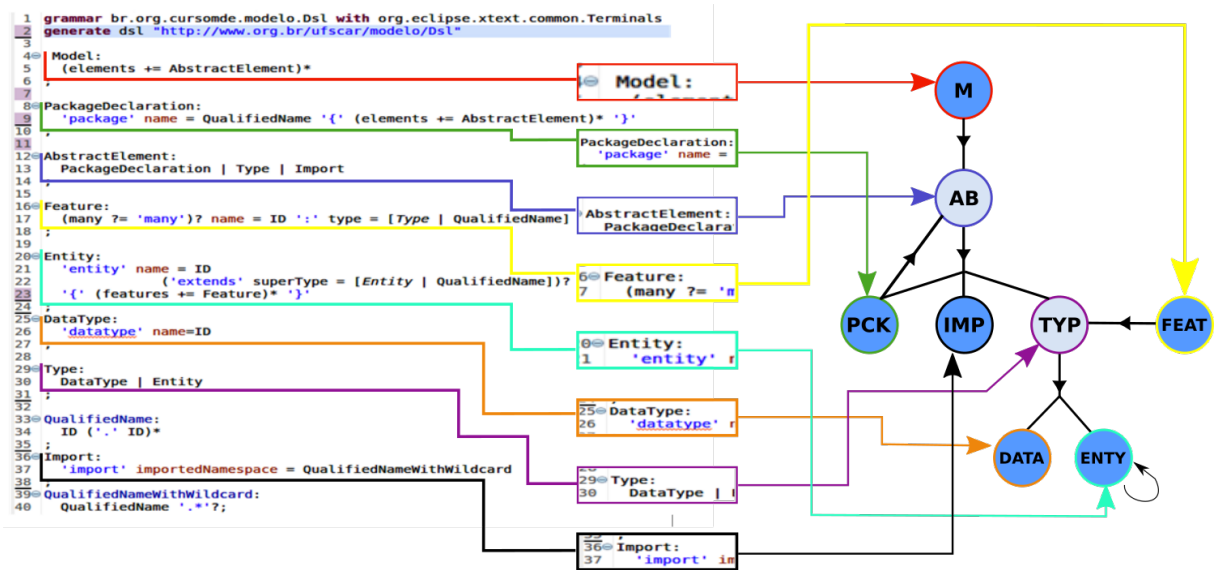 1 grammar br.org.cursomde.modelo.Dsl with org.eclipse.xtext.common.Terminals
2 generate dsl "http://www.org.br/ufscar/modelo/Dsl"
3
4 Model:
5 (elements += AbstractElement)*
6 ;
7
8 PackageDeclaration:
9 'package' name = QualifiedName '{' (elements += AbstractElement)* '}'
10 ;
11
12 AbstractElement:
13 PackageDeclaration | Type | Import
14 ;
15
16 Feature:
17 (many ?= 'many')? name = ID ':' type = [Type | QualifiedName]
18 ;
19
20 Entity:
21 'entity' name = ID
22 ('extends' superType = [Entity | QualifiedName])?
23 '{' (features += Feature)* '}'
24 ;
25 DataType:
26 'datatype' name=ID
27 ;
28
29 Type:
30 DataType | Entity
31 ;
32
33 QualifiedName:
34 ID ('.' ID)*
35 ;
36 Import:
37 'import' importedNamespace = QualifiedNameWithWildcard
38 ;
39 QualifiedNameWithWildcard:
40 QualifiedName '.*'?;
Model:
PackageDeclaration:
'package' name =
AbstractElement:
PackageDeclara
6 Feature:
7 (many ?= 'm
0 Entity:
1 'entity' n
25 DataType:
26 'datatype' n
29 Type:
30 DataType |
36 Import:
37 'import' im
M
AB
PCK
IMP
TYP
FEAT
DATA
ENTY